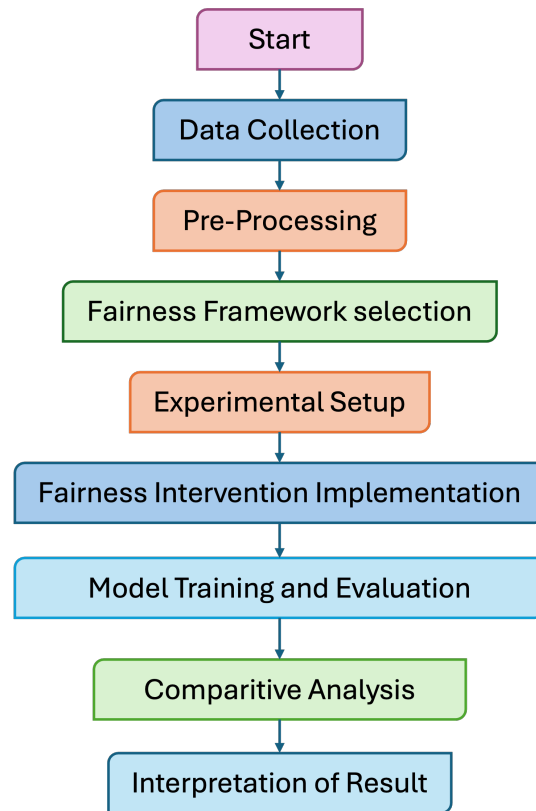 Start
Data Collection
Pre-Processing
Fairness Framework selection
Experimental Setup
Fairness Intervention Implementation
Model Training and Evaluation
Comparitive Analysis
Interpretation of Result